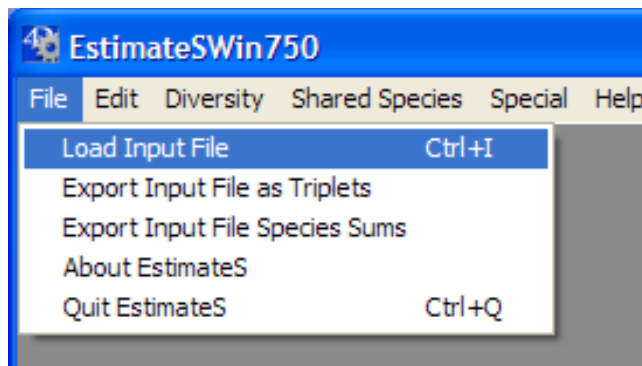 EstimateSWin750
File Edit Diversity Shared Species Special Help
Load Input File Ctrl+I
Export Input File as Triplets
Export Input File Species Sums
About EstimateS
Quit EstimateS Ctrl+Q